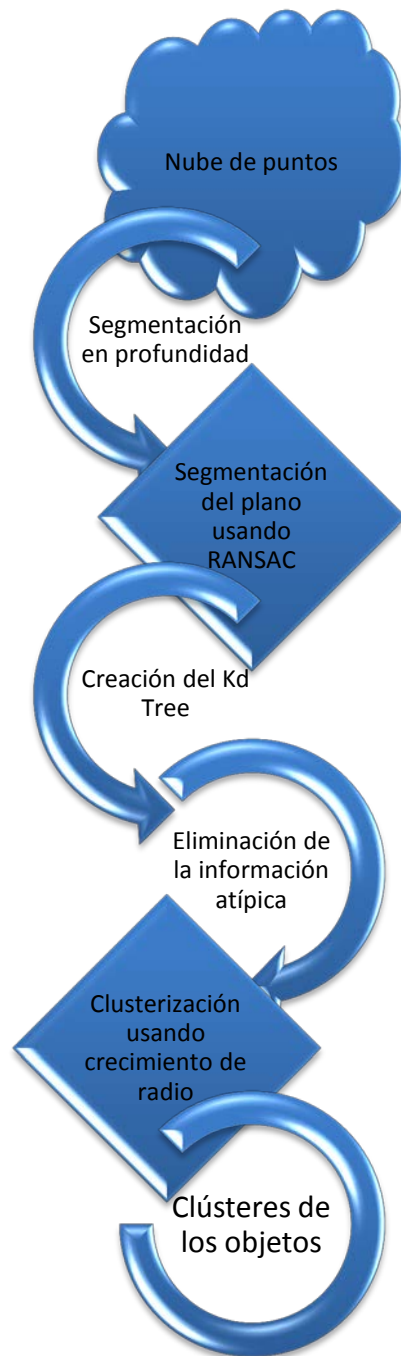 Nube de puntos
Segmentación
en profundidad
Segmentación
del plano
usando
RANSAC
Creación del Kd
Tree
Eliminación de
la información
atípica
Clusterización
usando
crecimiento de
radio
Clústeres de
los objetos